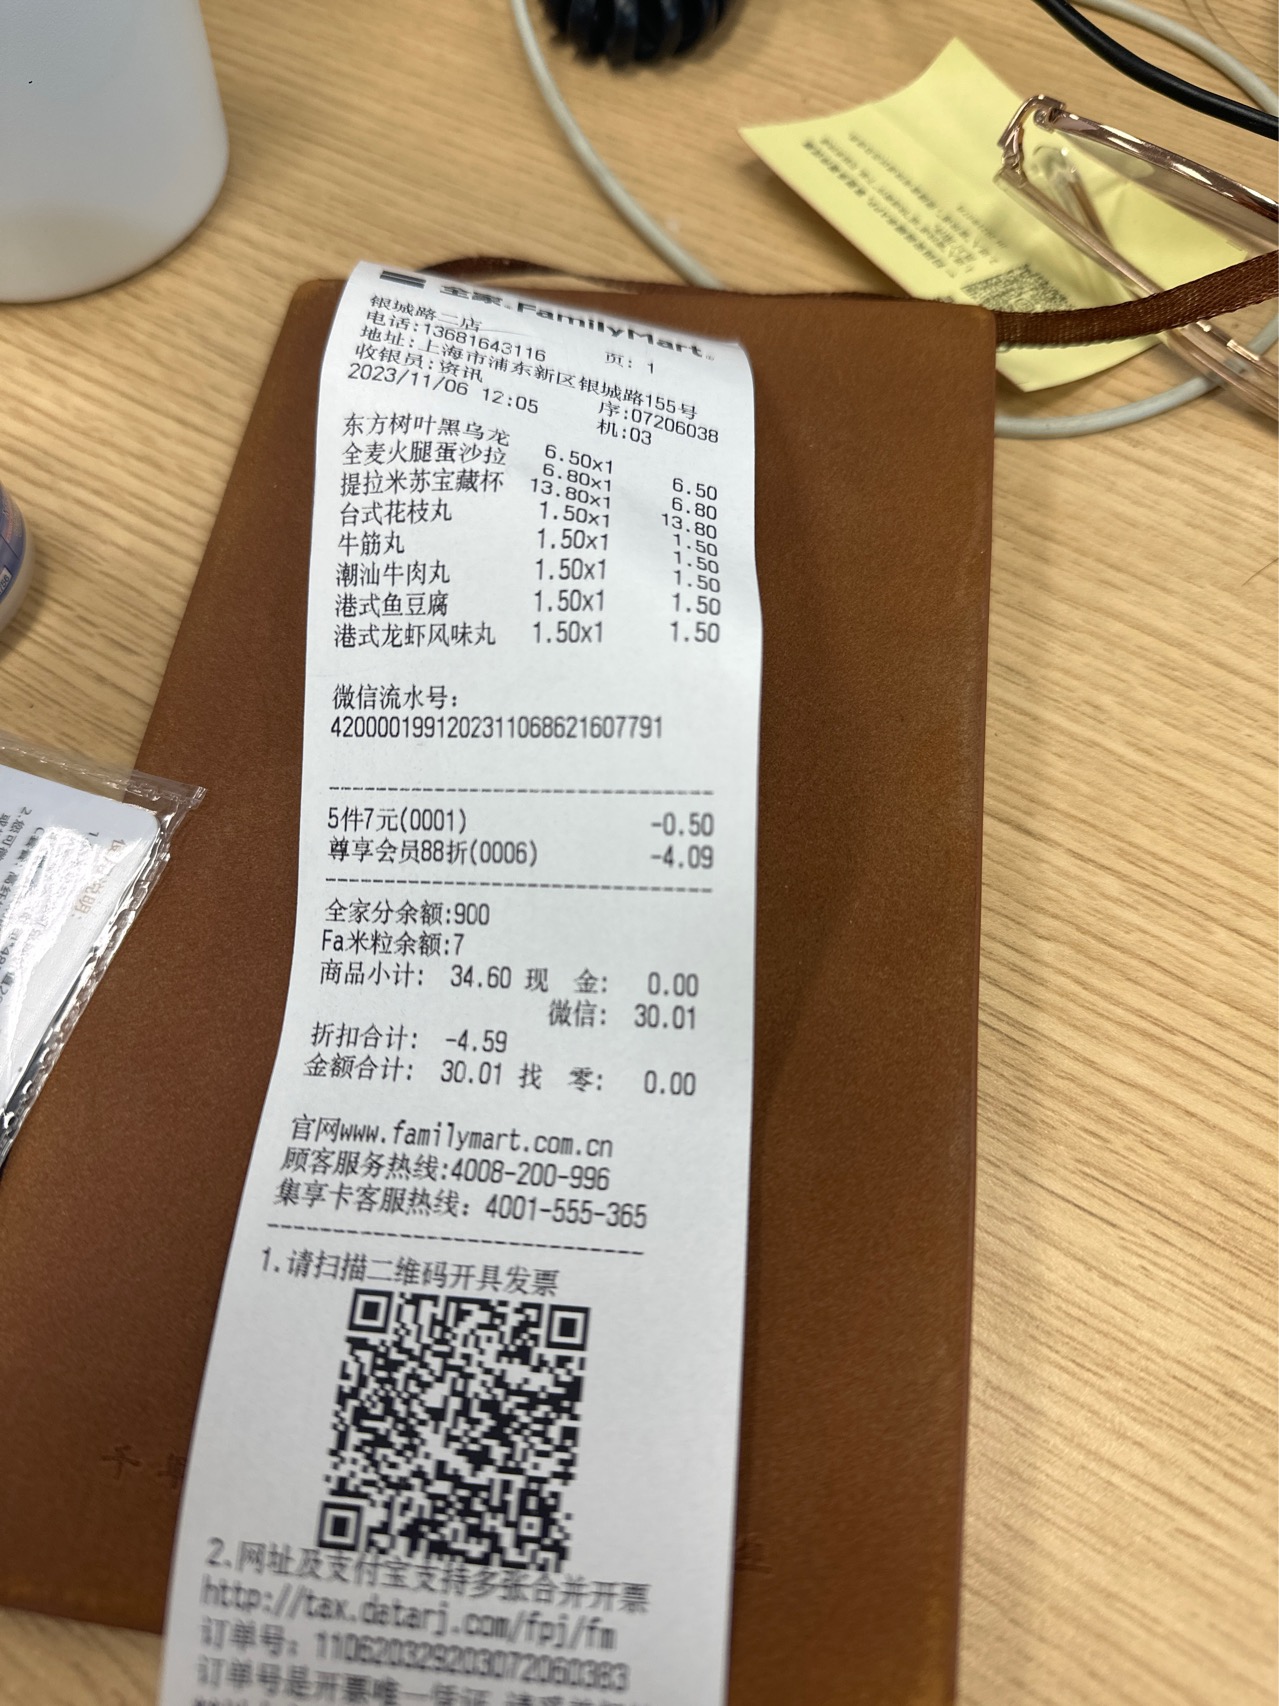 全家 FamilyMart
银城路二店 页: 1
电话:13681643116
地址:上海市浦东新区银城路155号
收银员:资讯 序:07206038
2023/11/06 12:05 机:03
东方树叶黑乌龙 6.50x1 6.50
全麦火腿蛋沙拉 6.80x1 6.80
提拉米苏宝藏杯 13.80x1 13.80
台式花枝丸 1.50x1 1.50
牛筋丸 1.50x1 1.50
潮汕牛肉丸 1.50x1 1.50
港式鱼豆腐 1.50x1 1.50
港式龙虾风味丸 1.50x1 1.50
微信流水号:
4200001991202311068621607791
5件7元(0001) -0.50
尊享会员88折(0006) -4.09
全家分余额:900
Fa米粒余额:7
商品小计: 34.60 现 金: 0.00
微信: 30.01
折扣合计: -4.59
金额合计: 30.01 找 零: 0.00
官网www.familymart.com.cn
顾客服务热线:4008-200-996
集享卡客服热线: 4001-555-365
1.请扫描二维码开具发票
2.网址及支付宝支持多张合并开票
http://tax.datarj.com/fpj/fm
订单号: 110620329203072060383
订单号是开票唯一凭证